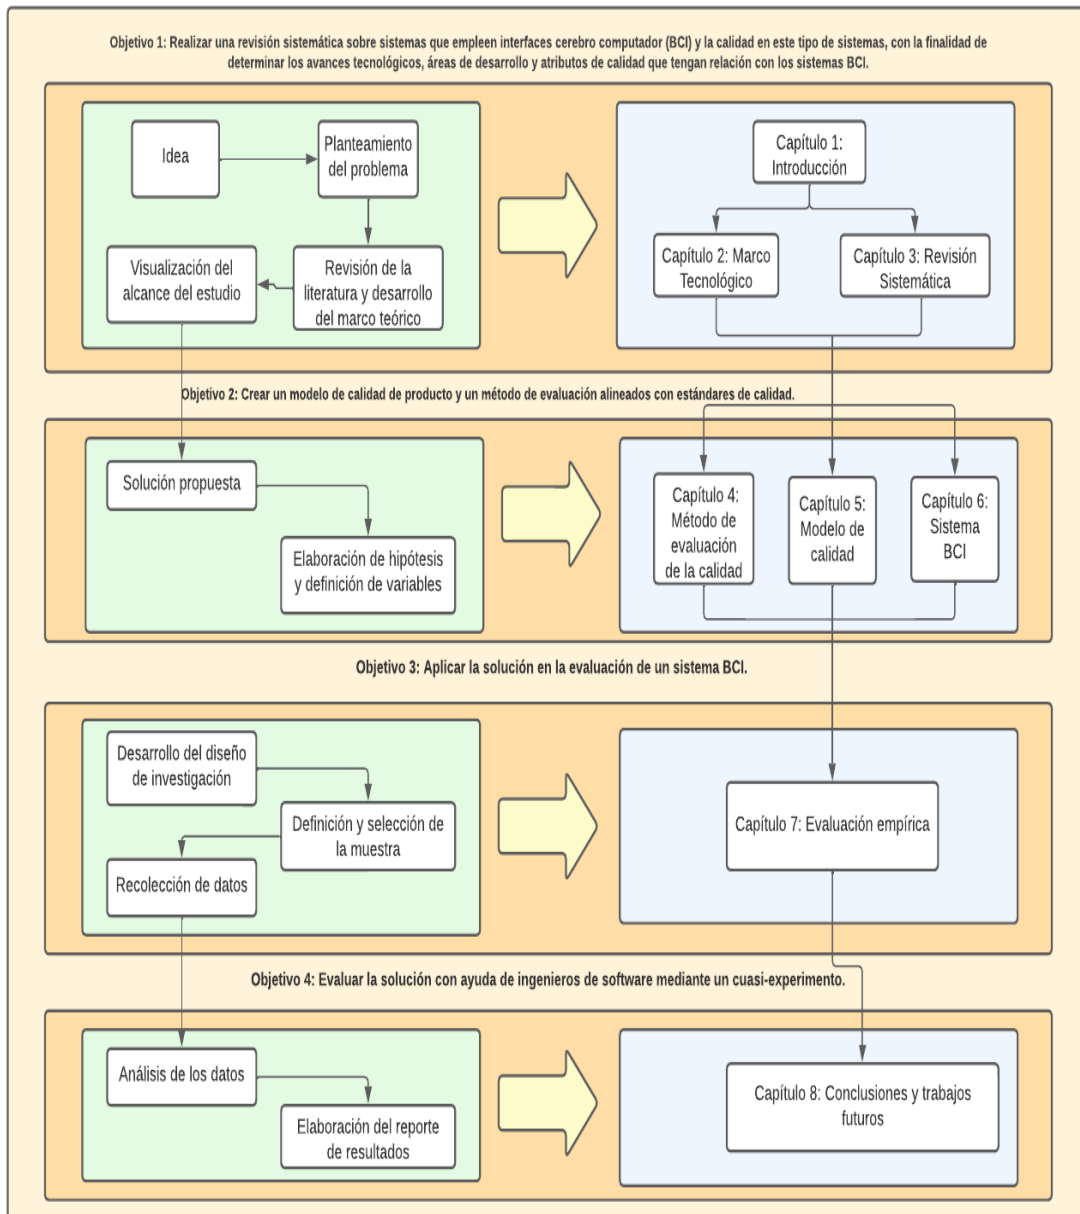 Objetivo 1: Realizar una revisión sistemática sobre sistemas que empleen interfaces cerebro computador (BCI) y la calidad en este tipo de sistemas, con la finalidad de
determinar los avances tecnológicos, áreas de desarrollo y atributos de calidad que tengan relación con los sistemas BCI.
Idea
Planteamiento
del problema
Visualización del
alcance del estudio
Revisión de la
literatura y desarrollo
del marco teórico
Capítulo 1:
Introducción
Capítulo 2: Marco
Tecnológico
Capítulo 3: Revisión
Sistemática
Objetivo 2: Crear un modelo de calidad de producto y un método de evaluación alineados con estándares de calidad.
Solución propuesta
Elaboración de hipótesis
y definición de variables
Capítulo 4:
Método de
evaluación
de la calidad
Capítulo 5:
Modelo de
calidad
Capítulo 6:
Sistema
BCI
Objetivo 3: Aplicar la solución en la evaluación de un sistema BCI.
Desarrollo del diseño
de investigación
Definición y selección de
la muestra
Recolección de datos
Capítulo 7: Evaluación empírica
Objetivo 4: Evaluar la solución con ayuda de ingenieros de software mediante un cuasi-experimento.
Análisis de los datos
Elaboración del reporte
de resultados
Capítulo 8: Conclusiones y trabajos
futuros